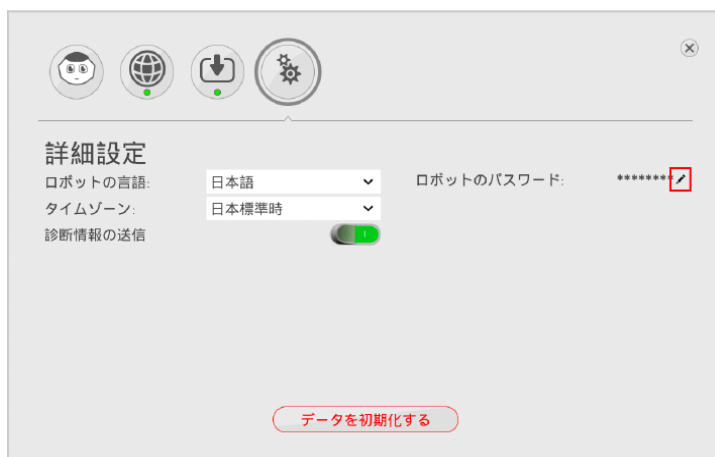 詳細設定
ロボットの言語: 日本語 ロボットのパスワード: ********
タイムゾーン: 日本標準時
診断情報の送信
データを初期化する